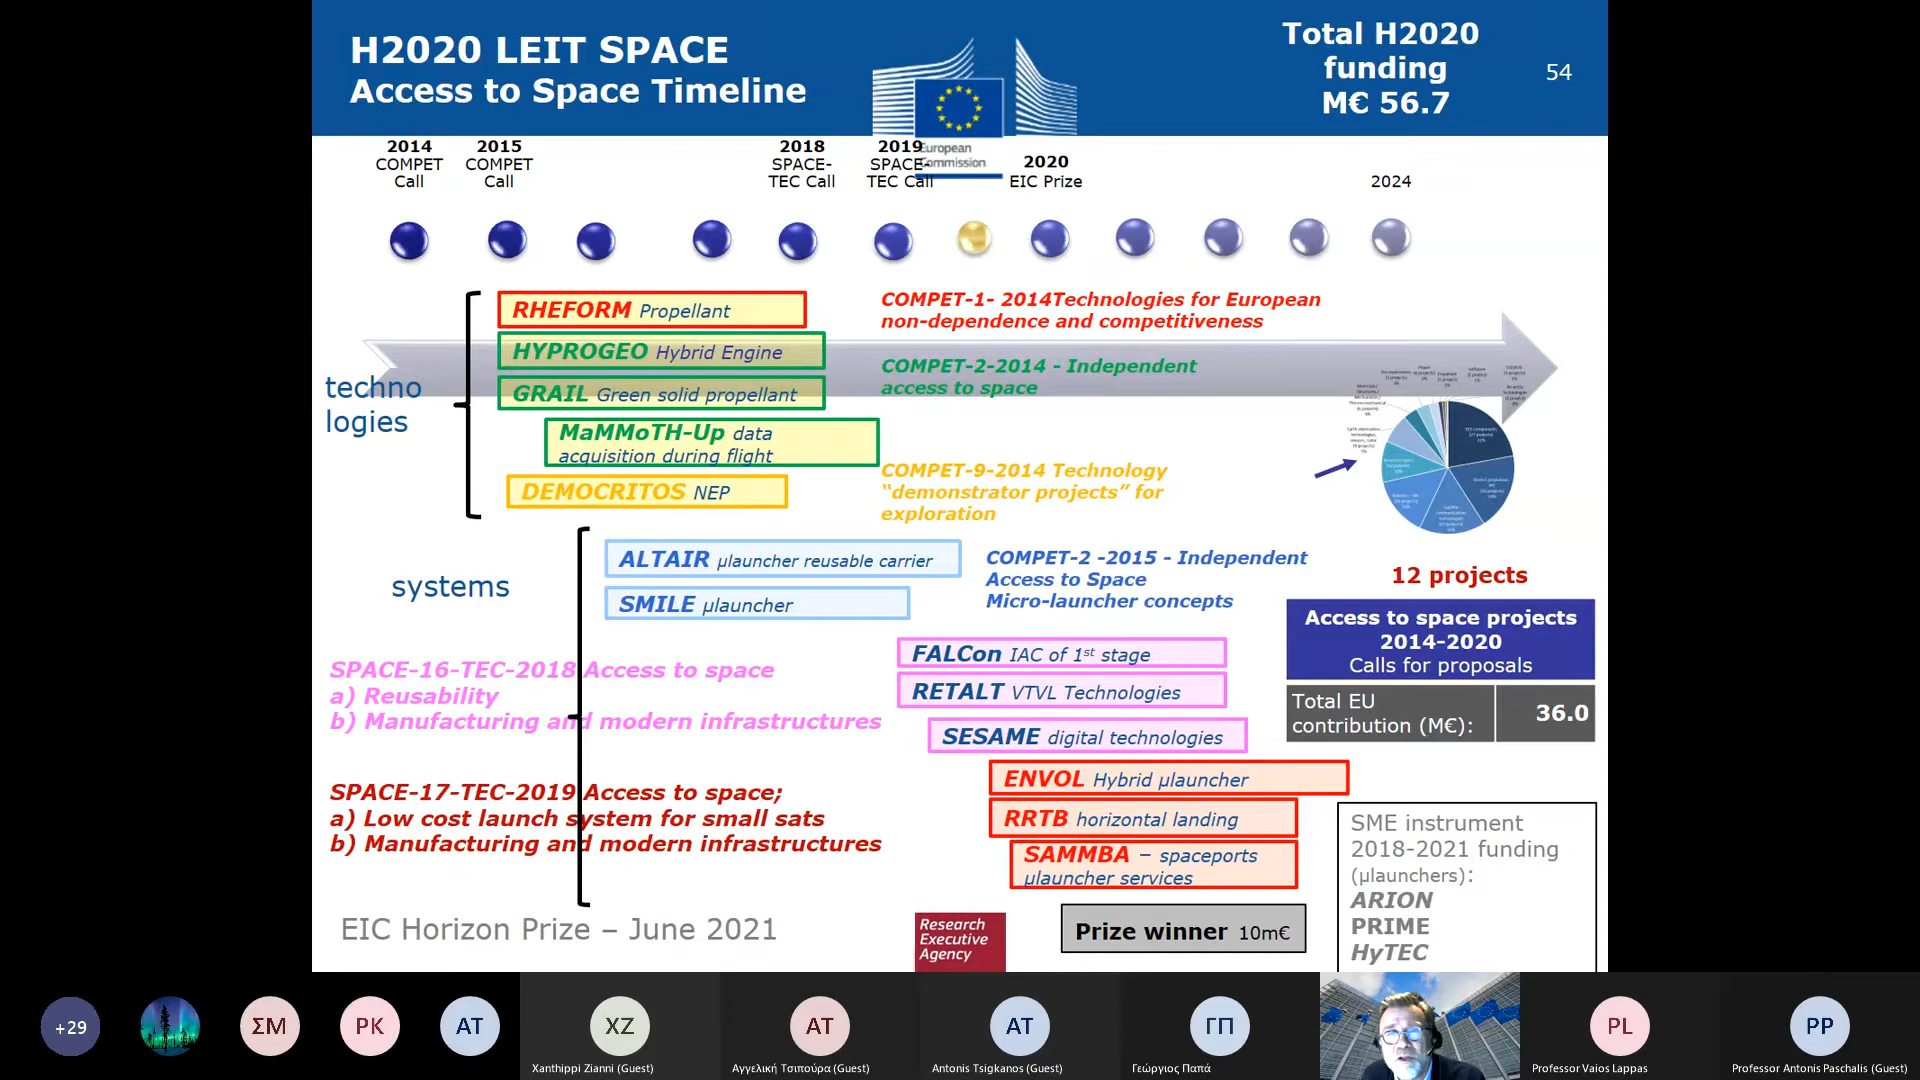 H2020 LEIT SPACE
Access to Space Timeline
Total H2020
funding
M€ 56.7
54
European
Commission
2014
COMPET
Call
2015
COMPET
Call
2018
SPACE-
TEC Call
2019
SPACE-
TEC Call
2020
EIC Prize
2024
techno
logies
RHEFORM Propellant
HYPROGEO Hybrid Engine
GRAIL Green solid propellant
MaMMoTH-Up data
acquisition during flight
DEMOCRITOS NEP
COMPET-1- 2014Technologies for European
non-dependence and competitiveness
COMPET-2-2014 - Independent
access to space
COMPET-9-2014 Technology
“demonstrator projects” for
exploration
systems
ALTAIR µlauncher reusable carrier
SMILE µlauncher
COMPET-2 -2015 - Independent
Access to Space
Micro-launcher concepts
12 projects
Access to space projects
2014-2020
Calls for proposals
Total EU
contribution (M€):
36.0
SPACE-16-TEC-2018 Access to space
a) Reusability
b) Manufacturing and modern infrastructures
FALCon IAC of 1st stage
RETALT VTVL Technologies
SESAME digital technologies
SPACE-17-TEC-2019 Access to space;
a) Low cost launch system for small sats
b) Manufacturing and modern infrastructures
ENVOL Hybrid µlauncher
RRTB horizontal landing
SAMMBA – spaceports
µlauncher services
SME instrument
2018-2021 funding
(µlaunchers):
ARION
PRIME
HyTEC
EIC Horizon Prize – June 2021
Research
Executive
Agency
Prize winner 10m€
+29
ΣΜ
PK
AT
XZ
Xanthippi Zianni (Guest)
AT
Αγγελική Τσιπούρα (Guest)
AT
Antonis Tsigkanos (Guest)
ΓΠ
Γεώργιος Παπά
PL
Professor Vaios Lappas
PP
Professor Antonis Paschalis (Guest)